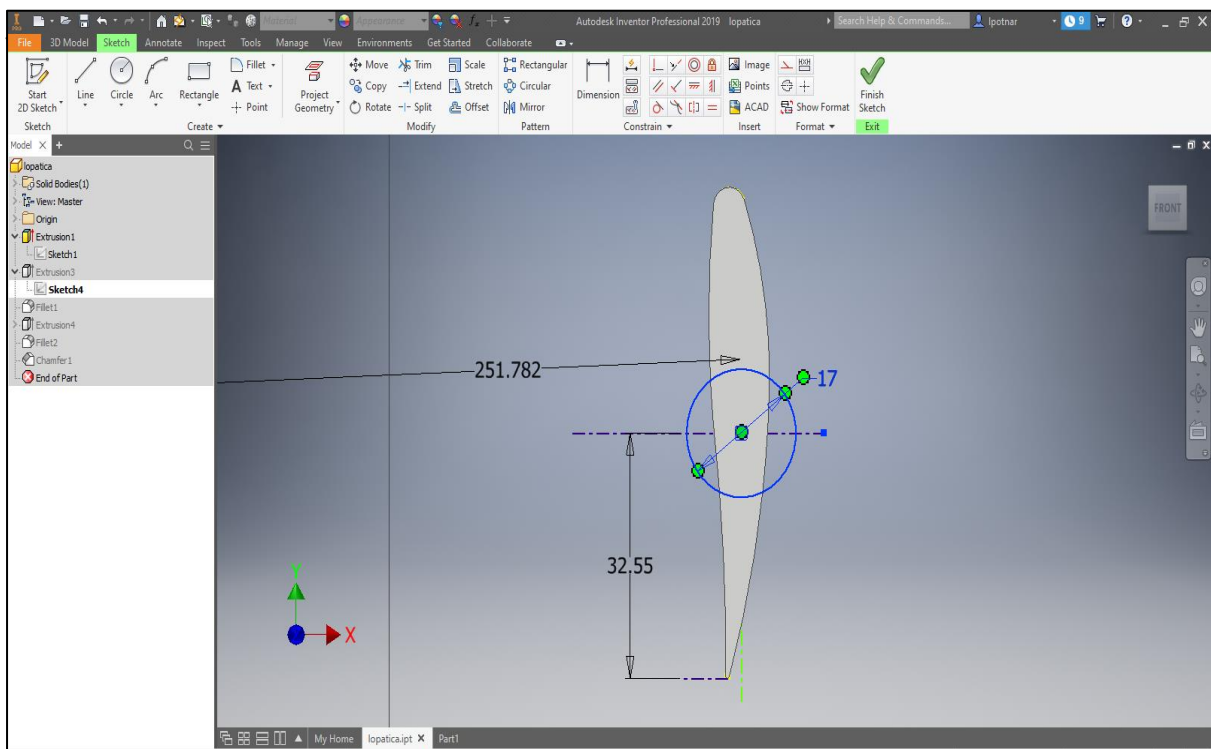 Material
Appearance
Autodesk Inventor Professional 2019 lopatica
Search Help & Commands...
lpotnar
9
File 3D Model Sketch Annotate Inspect Tools Manage View Environments Get Started Collaborate
Start 2D Sketch
Line
Circle
Arc
Rectangle
Fillet
Text
Point
Project Geometry
Move Trim Scale
Copy Extend Stretch
Rotate Split Offset
Rectangular
Circular
Mirror
Dimension
Image
Points
ACAD
Show Format
Finish Sketch
Sketch Create Modify Pattern Constrain Insert Format Exit
Model
lopatica
Solid Bodies(1)
View: Master
Origin
Extrusion1
Sketch1
Extrusion3
Sketch4
Fillet1
Extrusion4
Fillet2
Chamfer1
End of Part
FRONT
251.782
17
32.55
Y
X
My Home lopatica.ipt Part1